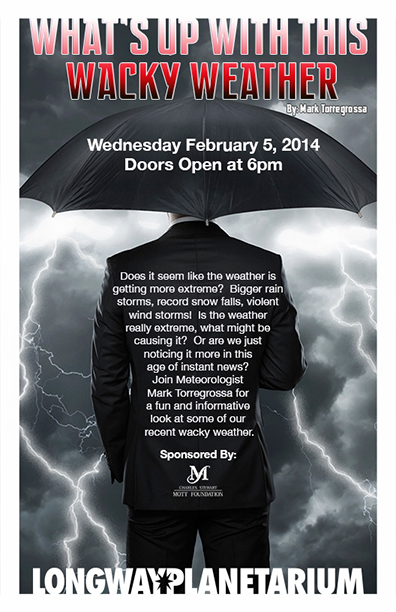 WHAT'S UP WITH THIS
WACKY WEATHER
By: Mark Torregrossa
Wednesday February 5, 2014
Doors Open at 6pm
Does it seem like the weather is
getting more extreme? Bigger rain
storms, record snow falls, violent
wind storms! Is the weather
really extreme, what might be
causing it? Or are we just
noticing it more in this
age of instant news?
Join Meteorologist
Mark Torregrossa for
a fun and informative
look at some of our
recent wacky weather.
Sponsored By:
M
CHARLES STEWART
MOTT FOUNDATION
LONGWAY PLANETARIUM